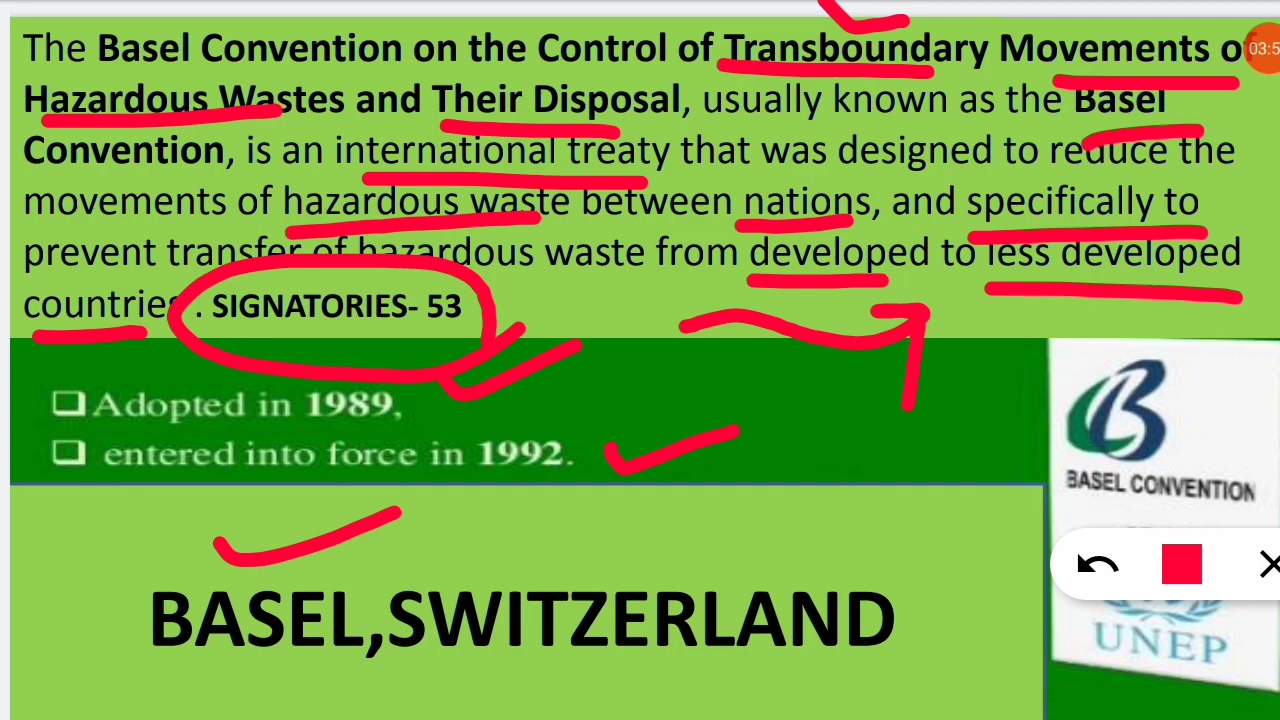 The Basel Convention on the Control of Transboundary Movements of
03:5
Hazardous Wastes and Their Disposal, usually known as the Basel
Convention, is an international treaty that was designed to reduce the
movements of hazardous waste between nations, and specifically to
prevent transfer of hazardous waste from developed to less developed
countries. SIGNATORIES- 53
Adopted in 1989,
entered into force in 1992.
BASEL CONVENTION
BASEL,SWITZERLAND
UNEP